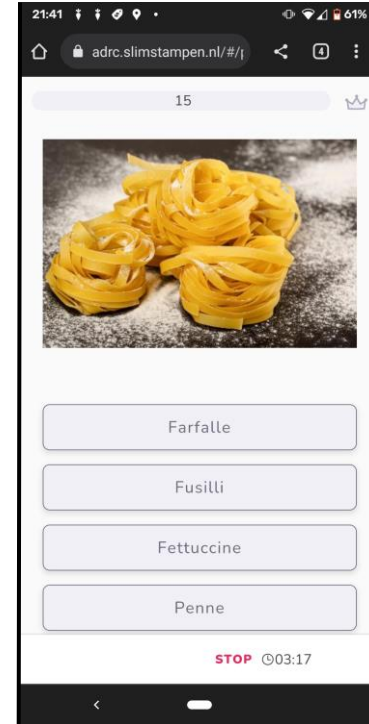 21:41 61%
adrc.slimstampen.nl/#/ 4
15
Farfalle
Fusilli
Fettuccine
Penne
STOP 03:17